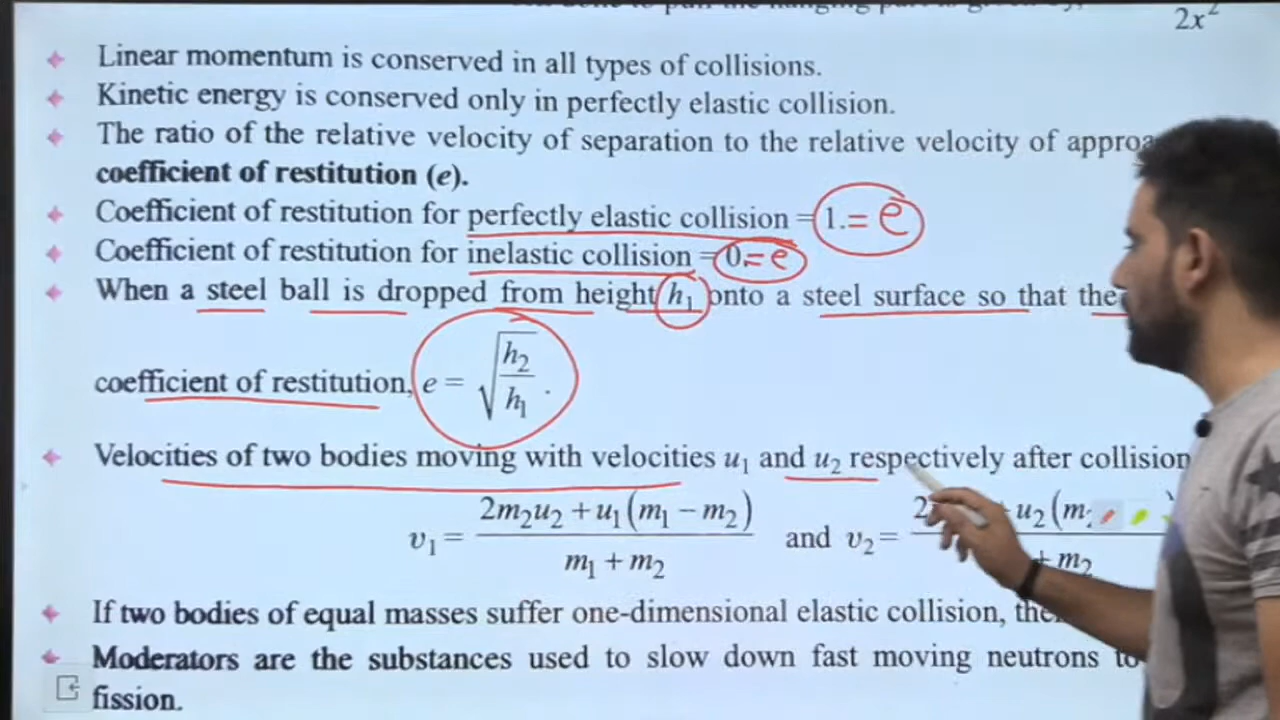 2x²
✦ Linear momentum is conserved in all types of collisions.
✦ Kinetic energy is conserved only in perfectly elastic collision.
✦ The ratio of the relative velocity of separation to the relative velocity of
coefficient of restitution (e).
✦ Coefficient of restitution for perfectly elastic collision = 1. = e
✦ Coefficient of restitution for inelastic collision = 0. = e
✦ When a steel ball is dropped from height h₁ onto a steel surface so that the
coefficient of restitution, e = √(h₂/h₁).
✦ Velocities of two bodies moving with velocities u₁ and u₂ respectively after collision
v₁ = (2m₂u₂ + u₁(m₁ − m₂))/(m₁ + m₂) and v₂ =
✦ If two bodies of equal masses suffer one-dimensional elastic collision,
✦ Moderators are the substances used to slow down fast moving neutrons
fission.